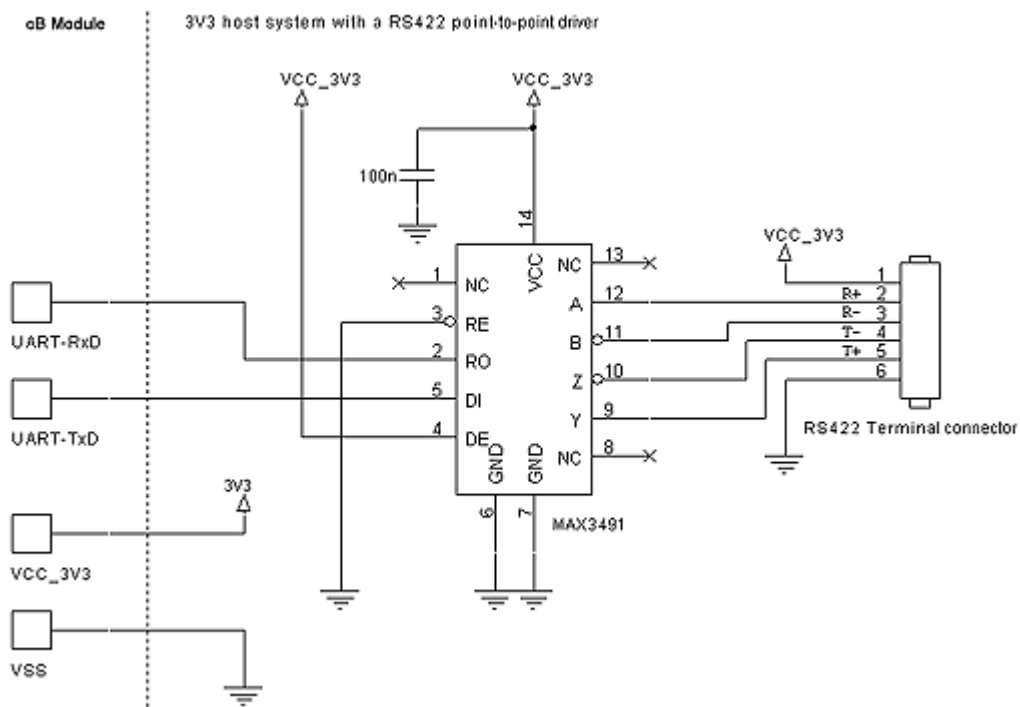 cB Module
3V3 host system with a RS422 point-to-point driver
VCC_3V3
VCC_3V3
100n
14
VCC
VCC_3V3
1
NC
NC
13
1
UART-RxD
3
RE
A
12
R+
2
2
RO
B
11
R-
3
UART-TxD
5
DI
Z
10
T-
4
4
DE
Y
9
T+
5
GND
GND
NC
8
6
RS422 Terminal connector
6
7
MAX3491
3V3
VCC_3V3
VSS